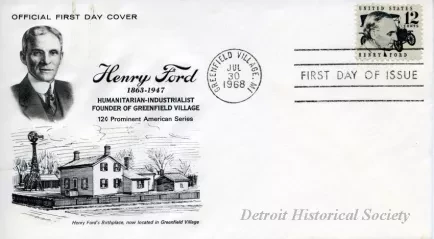 OFFICIAL FIRST DAY COVER
Henry Ford
1863-1947
HUMANITARIAN-INDUSTRIALIST
FOUNDER OF GREENFIELD VILLAGE
12¢ Prominent American Series
Henry Ford's Birthplace, now located in Greenfield Village
GREENFIELD VILLAGE, MI
JUL
30
1968
UNITED STATES
12
CENTS
HENRY FORD
FIRST DAY OF ISSUE
Detroit Historical Society